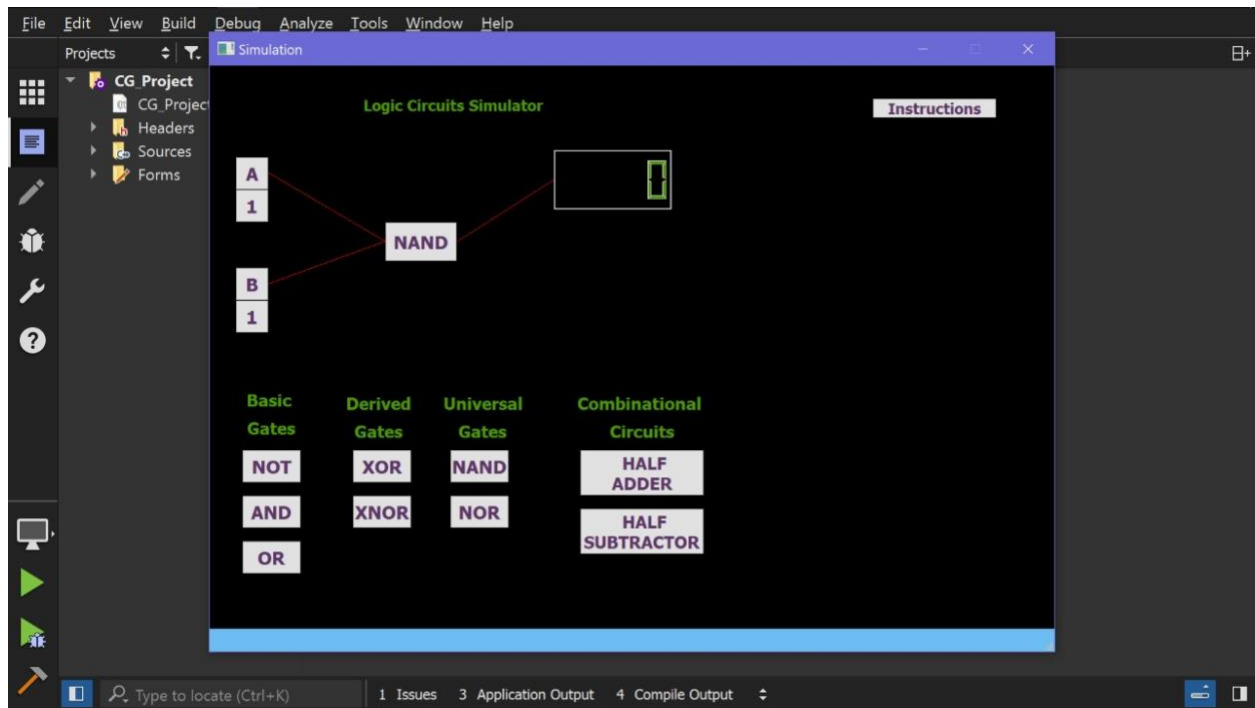 File Edit View Build Debug Analyze Tools Window Help
Projects
Simulation
CG_Project
CG_Project
Headers
Sources
Forms
Logic Circuits Simulator
Instructions
A
1
0
NAND
B
1
Basic
Gates
Derived
Gates
Universal
Gates
Combinational
Circuits
NOT
XOR
NAND
HALF
ADDER
AND
XNOR
NOR
HALF
SUBTRACTOR
OR
Type to locate (Ctrl+K)
1 Issues 3 Application Output 4 Compile Output